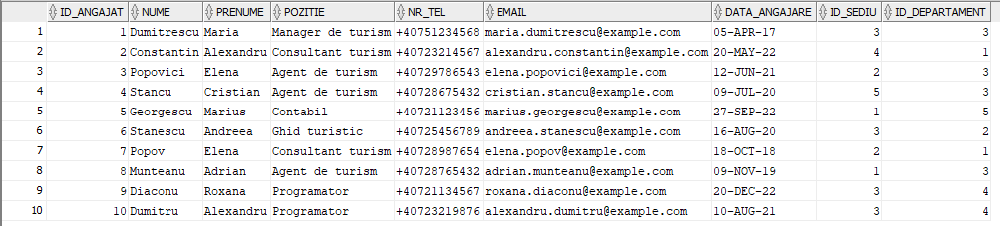 ID_ANGAJAT NUME PRENUME POZITIE NR_TEL EMAIL DATA_ANGAJARE ID_SEDIU ID_DEPARTAMENT
1 1 Dumitrescu Maria Manager de turism +40751234568 maria.dumitrescu@example.com 05-APR-17 3 3
2 2 Constantin Alexandru Consultant turism +40723214567 alexandru.constantin@example.com 20-MAY-22 4 1
3 3 Popovici Elena Agent de turism +40729786543 elena.popovici@example.com 12-JUN-21 2 3
4 4 Stancu Cristian Agent de turism +40728675432 cristian.stancu@example.com 09-JUL-20 5 3
5 5 Georgescu Marius Contabil +40721123456 marius.georgescu@example.com 27-SEP-22 1 5
6 6 Stanescu Andreea Ghid turistic +40725456789 andreea.stanescu@example.com 16-AUG-20 3 2
7 7 Popov Elena Consultant turism +40728987654 elena.popov@example.com 18-OCT-18 2 1
8 8 Munteanu Adrian Agent de turism +40728765432 adrian.munteanu@example.com 09-NOV-19 1 3
9 9 Diaconu Roxana Programator +40721134567 roxana.diaconu@example.com 20-DEC-22 3 4
10 10 Dumitru Alexandru Programator +40723219876 alexandru.dumitru@example.com 10-AUG-21 3 4